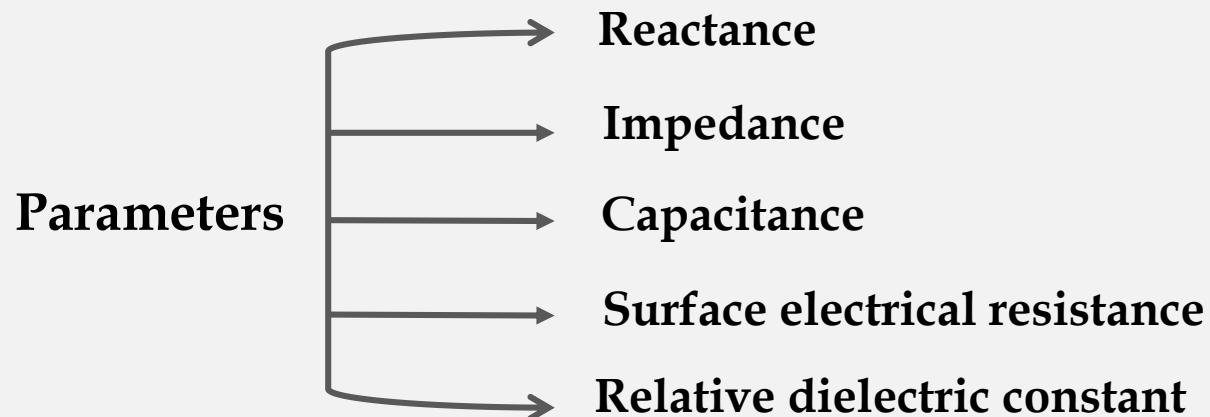 Parameters
Reactance
Impedance
Capacitance
Surface electrical resistance
Relative dielectric constant